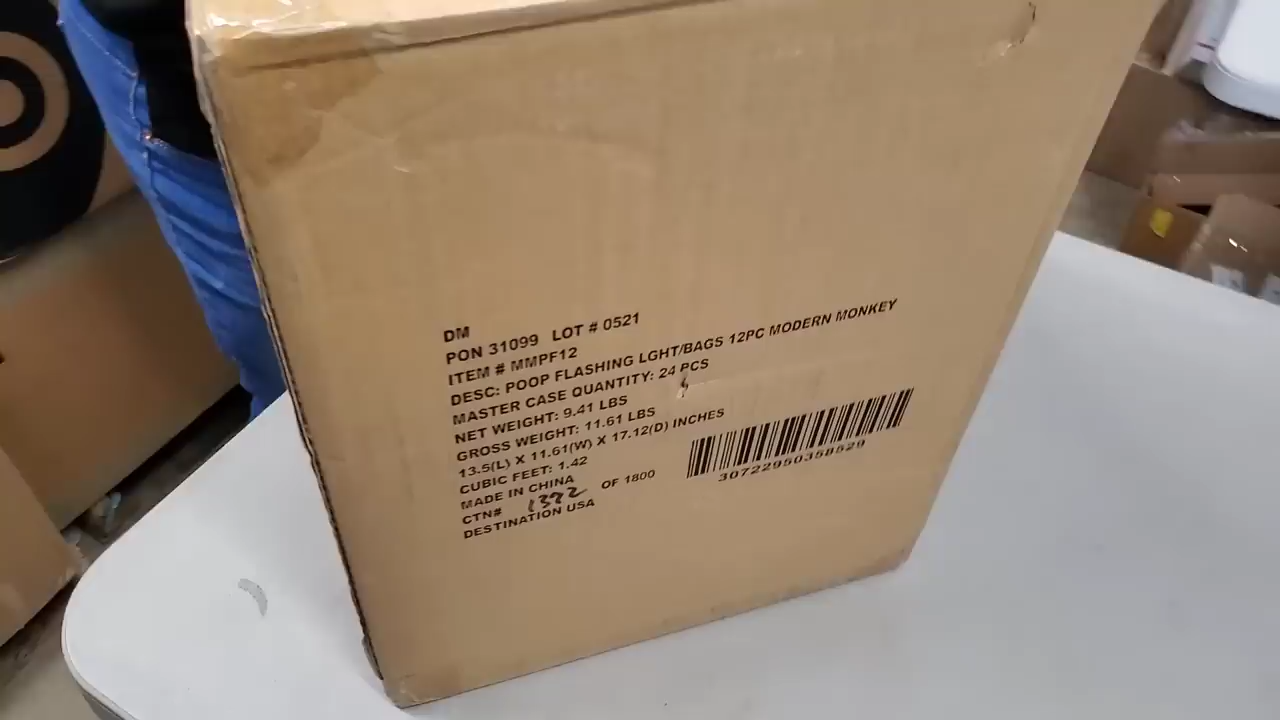 DM
PON 31099 LOT # 0521
ITEM # MMPF12
DESC: POOP FLASHING LGHT/BAGS 12PC MODERN MONKEY
MASTER CASE QUANTITY: 24 PCS
NET WEIGHT: 9.41 LBS
GROSS WEIGHT: 11.61 LBS
13.5(L) X 11.61(W) X 17.12(D) INCHES
CUBIC FEET: 1.42
MADE IN CHINA
CTN# 1372 OF 1800
DESTINATION USA
30722950358529